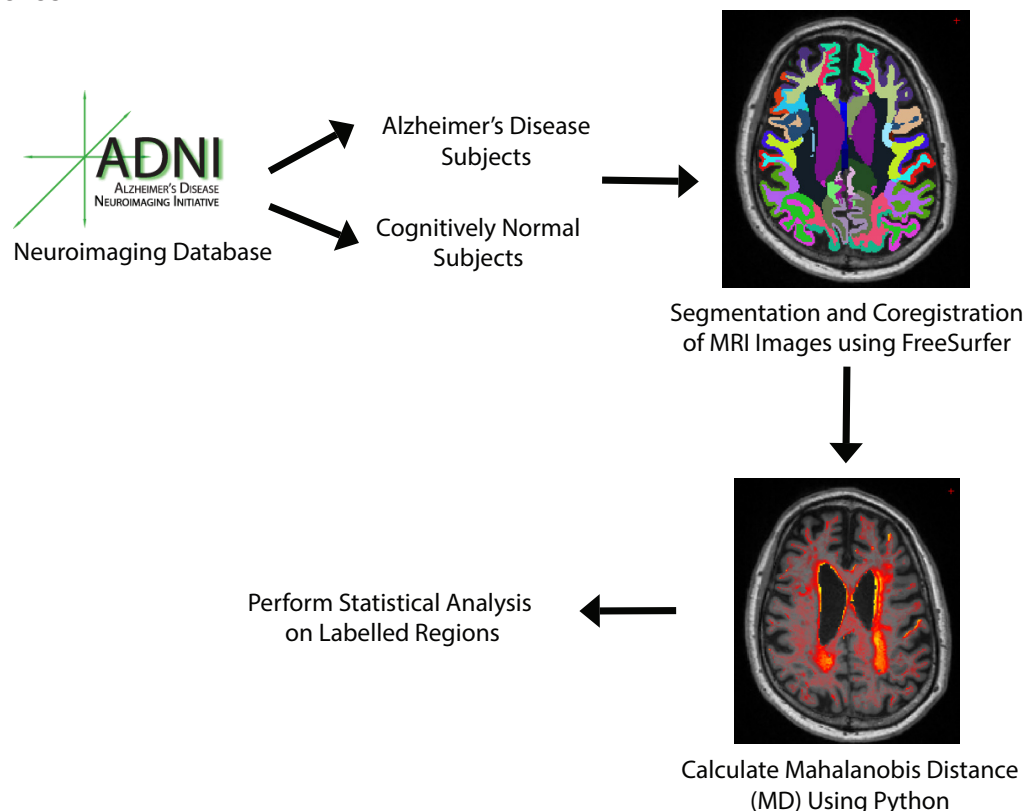 ADNI
ALZHEIMER'S DISEASE
NEUROIMAGING INITIATIVE
Neuroimaging Database
Alzheimer's Disease
Subjects
Cognitively Normal
Subjects
Segmentation and Coregistration
of MRI Images using FreeSurfer
Calculate Mahalanobis Distance
(MD) Using Python
Perform Statistical Analysis
on Labelled Regions